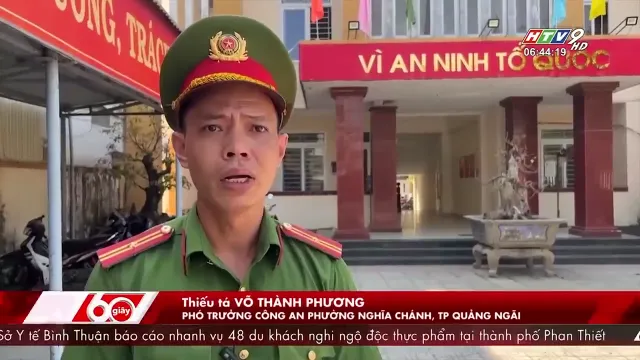 CÔNG, TRÁCH
HTV9 HD
06:44:19
VÌ AN NINH TỔ QUỐC
60 giây
Thiếu tá VÕ THÀNH PHƯƠNG
PHÓ TRƯỞNG CÔNG AN PHƯỜNG NGHĨA CHÁNH, TP QUẢNG NGÃI
Sở Y tế Bình Thuận báo cáo nhanh vụ 48 du khách nghi ngộ độc thực phẩm tại thành phố Phan Thiết